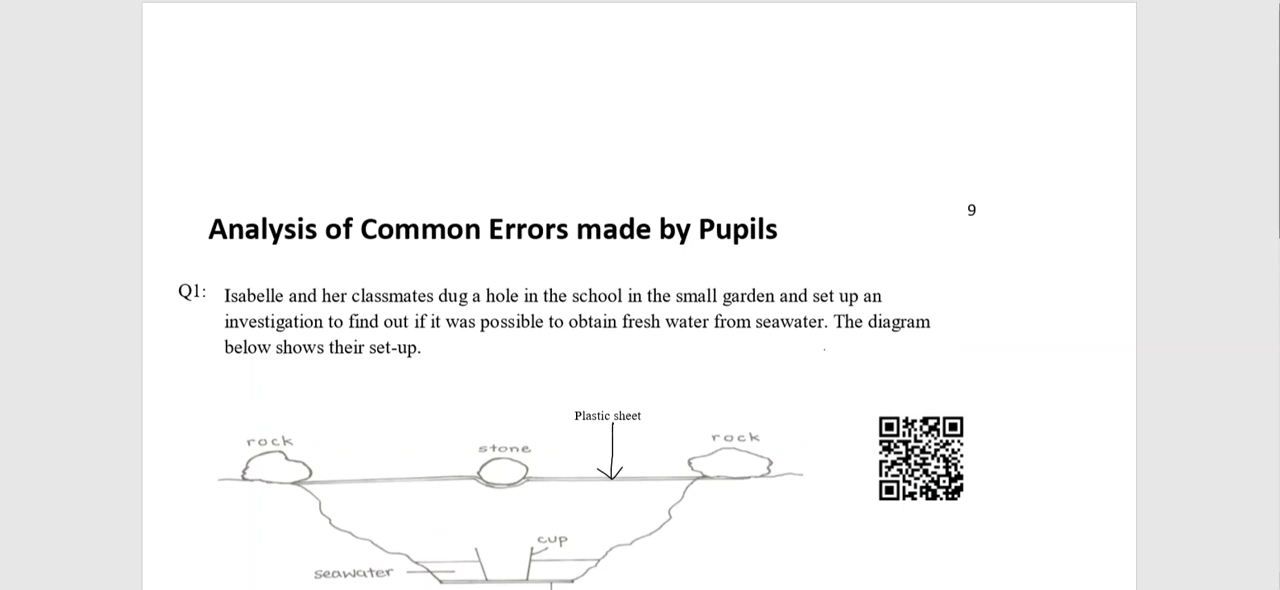 9
Analysis of Common Errors made by Pupils
Q1: Isabelle and her classmates dug a hole in the school in the small garden and set up an
investigation to find out if it was possible to obtain fresh water from seawater. The diagram
below shows their set-up.
Plastic sheet
rock
stone
rock
cup
seawater